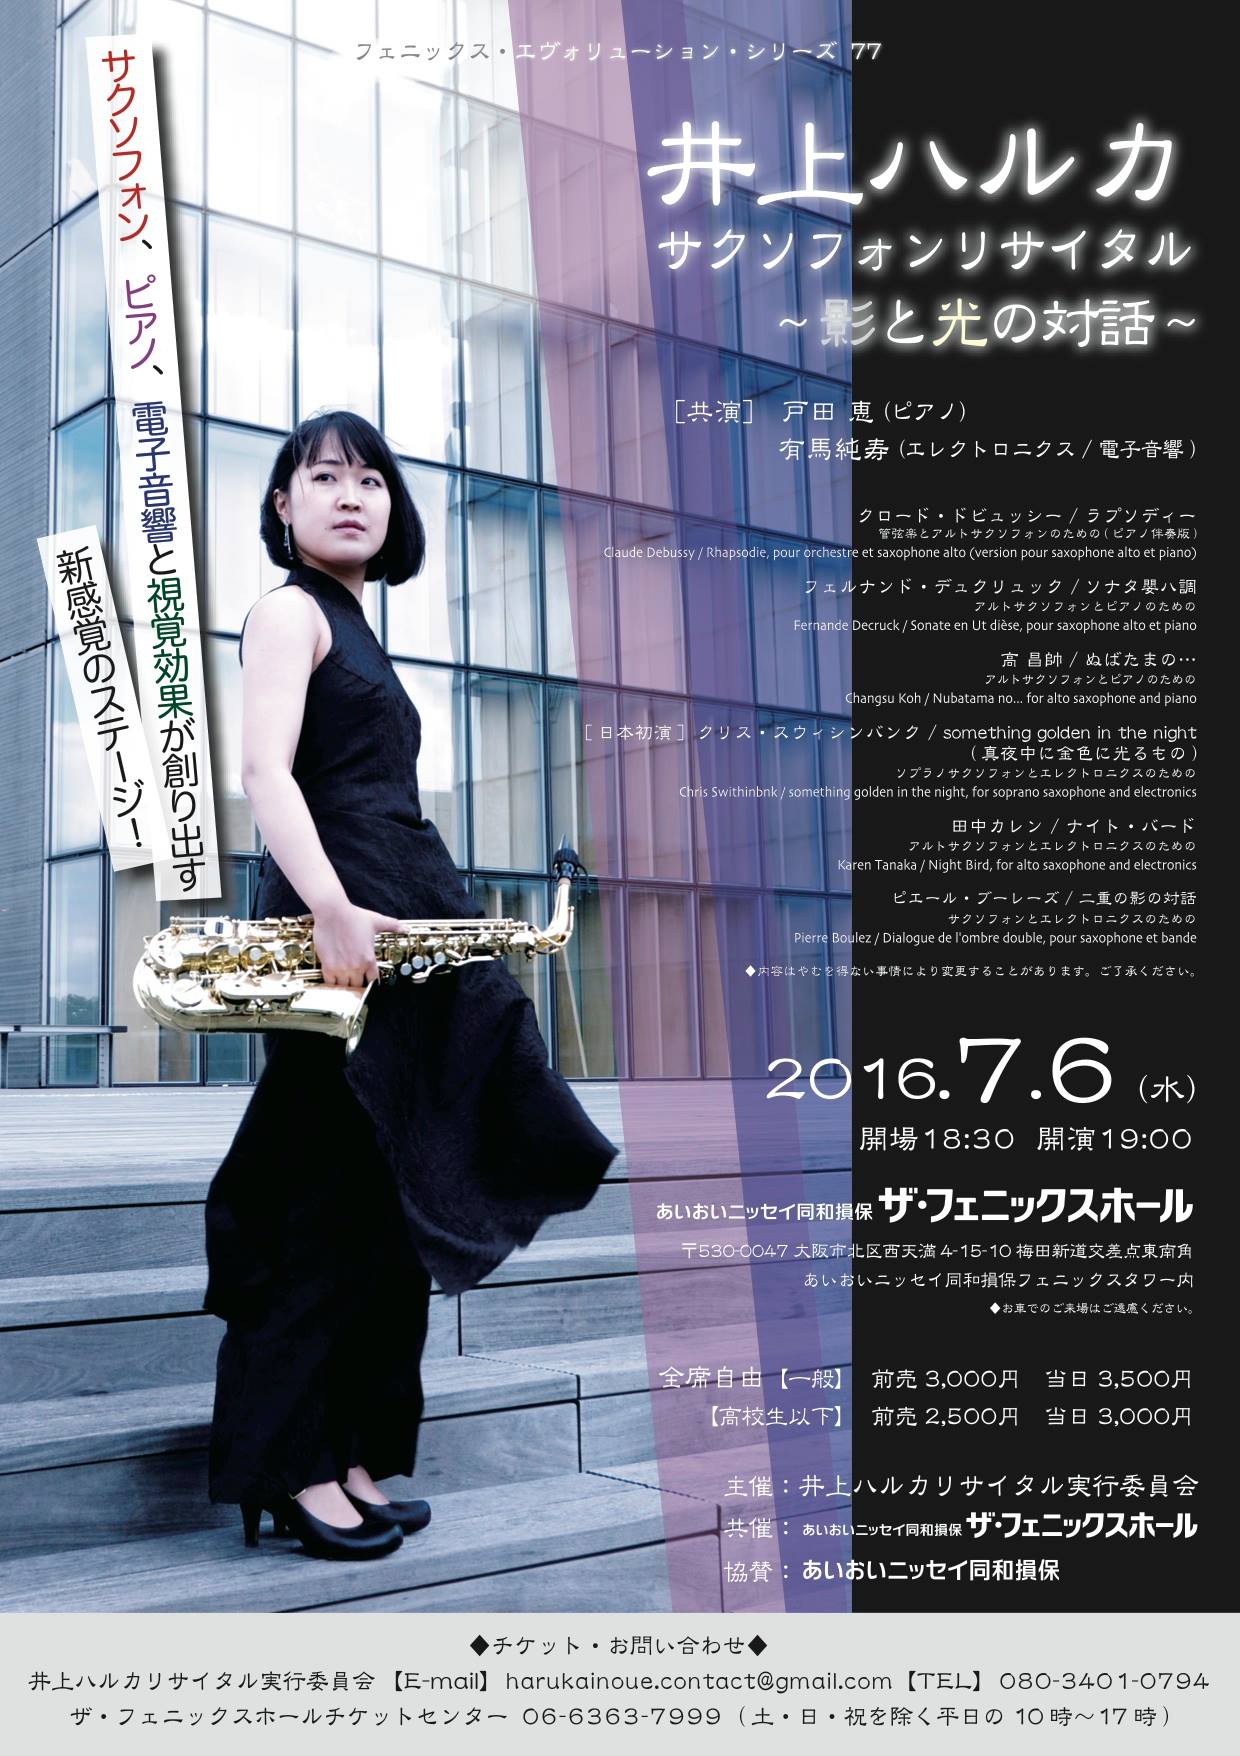 フェニックス・エヴォリューション・シリーズ 77
井上ハルカ
サクソフォンリサイタル
～影と光の対話～
サクソフォン、ピアノ、電子音響と視覚効果が創り出す
新感覚のステージ！
［共演］ 戸田 恵 (ピアノ)
有馬純寿 (エレクトロニクス / 電子音響)
クロード・ドビュッシー / ラプソディー
管弦楽とアルトサクソフォンのための (ピアノ伴奏版)
Claude Debussy / Rhapsodie, pour orchestre et saxophone alto (version pour saxophone alto et piano)
フェルナンド・デュクリュック / ソナタ嬰ハ調
アルトサクソフォンとピアノのための
Fernande Decruck / Sonate en Ut dièse, pour saxophone alto et piano
高 昌帥 / ぬばたまの…
アルトサクソフォンとピアノのための
Changsu Koh / Nubatama no... for alto saxophone and piano
［日本初演］クリス・スウィシンバンク / something golden in the night
(真夜中に金色に光るもの)
ソプラノサクソフォンとエレクトロニクスのための
Chris Swithinbnk / something golden in the night, for soprano saxophone and electronics
田中カレン / ナイト・バード
アルトサクソフォンとエレクトロニクスのための
Karen Tanaka / Night Bird, for alto saxophone and electronics
ピエール・ブーレーズ / 二重の影の対話
サクソフォンとエレクトロニクスのための
Pierre Boulez / Dialogue de l'ombre double, pour saxophone et bande
◆内容はやむを得ない事情により変更することがあります。ご了承ください。
2016.7.6 (水)
開場18:30 開演19:00
あいおいニッセイ同和損保 ザ・フェニックスホール
〒530-0047 大阪市北区西天満 4-15-10 梅田新道交差点東南角
あいおいニッセイ同和損保フェニックスタワー内
◆お車でのご来場はご遠慮ください。
全席自由【一般】 前売 3,000円 当日 3,500円
【高校生以下】 前売 2,500円 当日 3,000円
主催：井上ハルカリサイタル実行委員会
共催：あいおいニッセイ同和損保 ザ・フェニックスホール
協賛：あいおいニッセイ同和損保
◆チケット・お問い合わせ◆
井上ハルカリサイタル実行委員会 【E-mail】harukainoue.contact@gmail.com【TEL】080-3401-0794
ザ・フェニックスホールチケットセンター 06-6363-7999（土・日・祝を除く平日の 10時～17時）